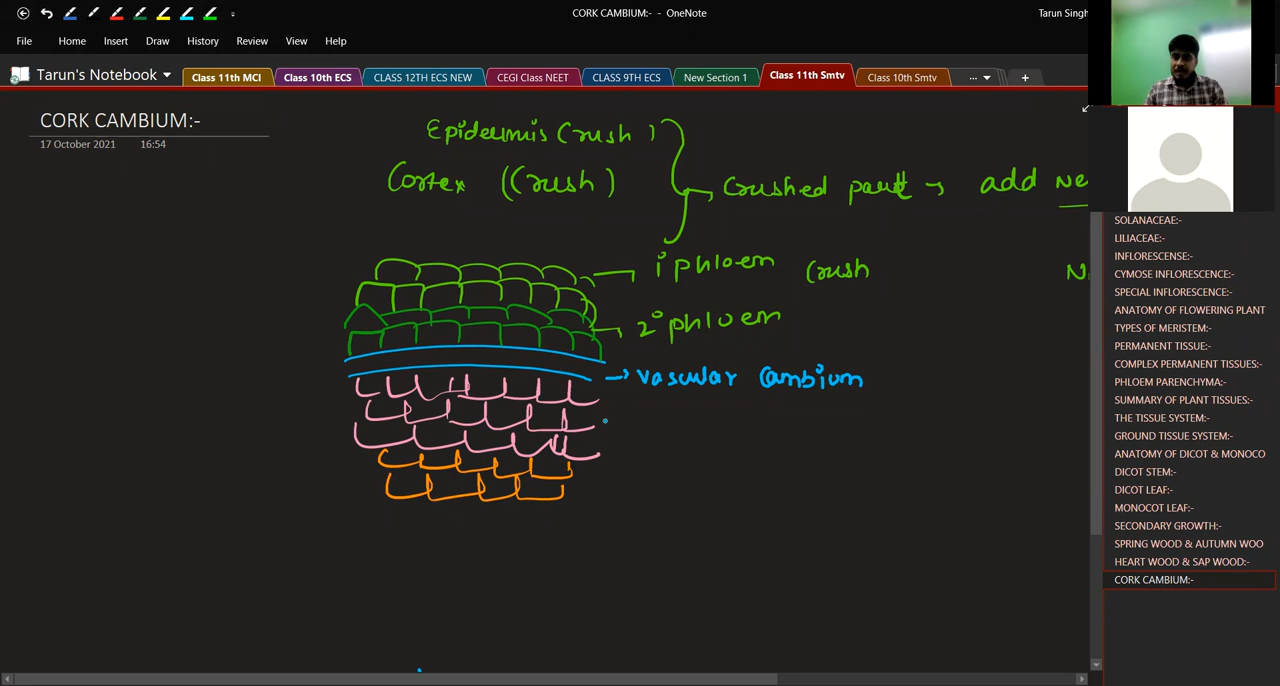 CORK CAMBIUM:- - OneNote
Tarun Singh
File Home Insert Draw History View Help
Tarun's Notebook
Class 11th MCI
Class 10th ECS
CLASS 12TH ECS NEW
CEGI Class NEET
CLASS 9TH ECS
New Section 1
Class 11th Smtv
Class 10th Smtv
...
CORK CAMBIUM:-
17 October 2021 16:54
Epidermis (rush)
Cortex ((rush)
Crushed part → add Ne
1° phloem (rush
2° phloem
→ vascular cambium
SOLANACEAE:-
LILIACEAE:-
INFLORESENSE:-
CYMOSE INFLORESCENCE:-
SPECIAL INFLORESCENCE:-
ANATOMY OF FLOWERING PLANT
TYPES OF MERISTEM:-
PERMANENT TISSUE:-
COMPLEX PERMANENT TISSUES:-
PHLOEM PARENCHYMA:-
SUMMARY OF PLANT TISSUES:-
THE TISSUE SYSTEM:-
GROUND TISSUE SYSTEM:-
ANATOMY OF DICOT & MONOCO
DICOT STEM:-
DICOT LEAF:-
MONOCOT LEAF:-
SECONDARY GROWTH:-
SPRING WOOD & AUTUMN WOO
HEART WOOD & SAP WOOD:-
CORK CAMBIUM:-